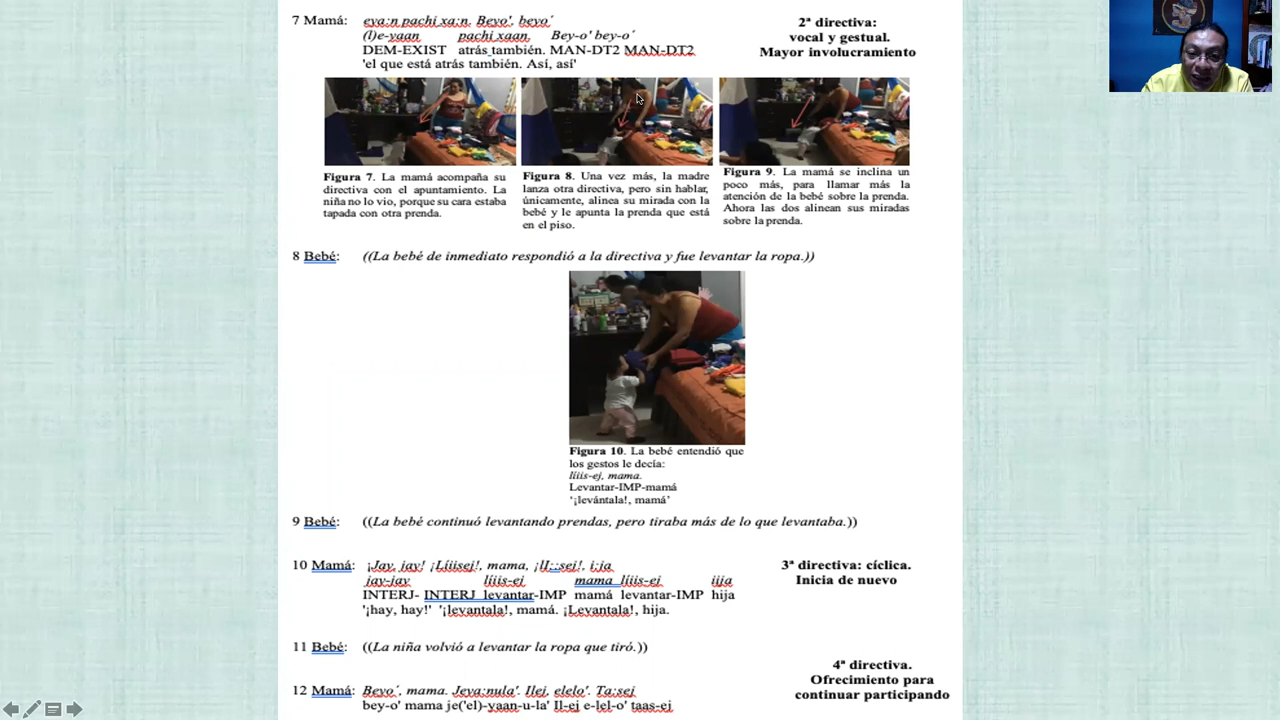 7 Mamá: eya:n pachi xa:n. Beyo', beyo´
2ª directiva:
vocal y gestual.
Mayor involucramiento
(l)e-yaan pachi xaan, Bey-o' bey-o´
DEM-EXIST atrás también. MAN-DT2 MAN-DT2
'el que está atrás también. Así, así'
Figura 7. La mamá acompaña su
directiva con el apuntamiento. La
niña no lo vio, porque su cara estaba
tapada con otra prenda.
Figura 8. Una vez más, la madre
lanza otra directiva, pero sin hablar,
únicamente, alinea su mirada con la
bebé y le apunta la prenda que está
en el piso.
Figura 9. La mamá se inclina un
poco más, para llamar más la
atención de la bebé sobre la prenda.
Ahora las dos alinean sus miradas
sobre la prenda.
8 Bebé: ((La bebé de inmediato respondió a la directiva y fue levantar la ropa.))
Figura 10. La bebé entendió que
los gestos le decía:
líiis-ej, mama.
Levantar-IMP-mamá
‘¡levántala!, mamá’
9 Bebé: ((La bebé continuó levantando prendas, pero tiraba más de lo que levantaba.))
10 Mamá: ¡Jay, jay! ¡Líiisej!, mama, ¡lI;:sej!, i:ja
3ª directiva: cíclica.
Inicia de nuevo
jay-jay líiis-ej mama líiis-ej iija
INTERJ- INTERJ levantar-IMP mamá levantar-IMP hija
'¡hay, hay!' '¡levantala!, mamá. ¡Levantala!, hija.
11 Bebé: ((La niña volvió a levantar la ropa que tiró.))
4ª directiva.
Ofrecimiento para
continuar participando
12 Mamá: Beyo´, mama. Jeya:nula'. Ilej, elelo'. Ta:sej
bey-o' mama je('el)-yaan-u-la' Il-ej e-lel-o' taas-ej